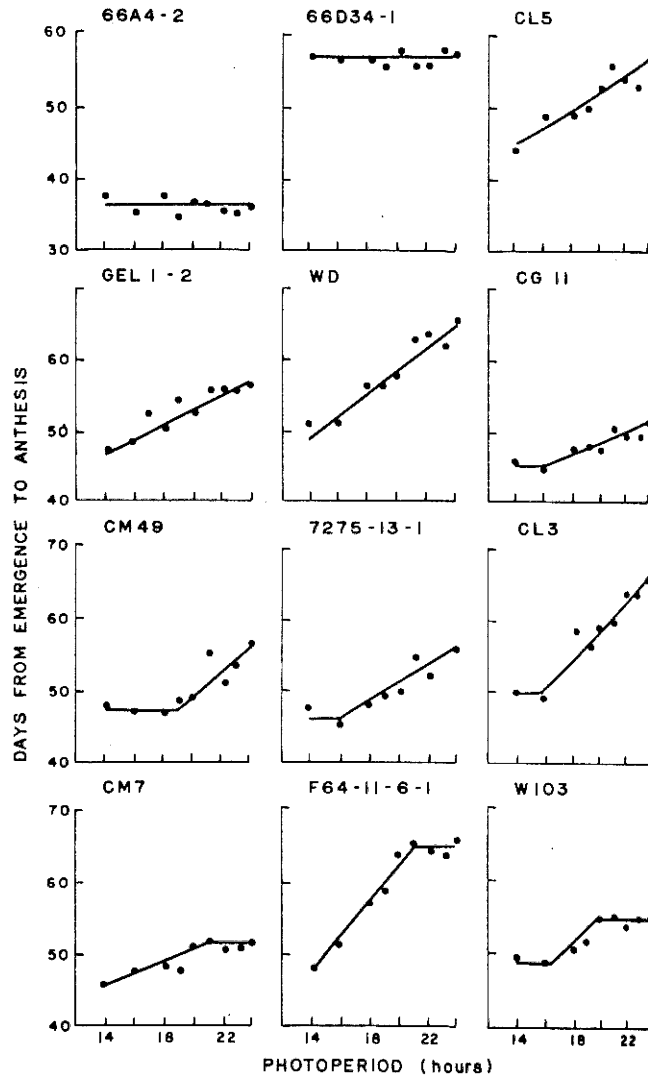 66A4-2
66D34-1
CL5
60
50
40
30
GEL 1-2
WD
CG 11
60
50
40
DAYS FROM EMERGENCE TO ANTHESIS
CM49
7275-13-1
CL3
70
60
50
40
CM7
F64-11-6-1
W103
70
60
50
40
14 18 22 14 18 22 14 18 22
PHOTOPERIOD (hours)